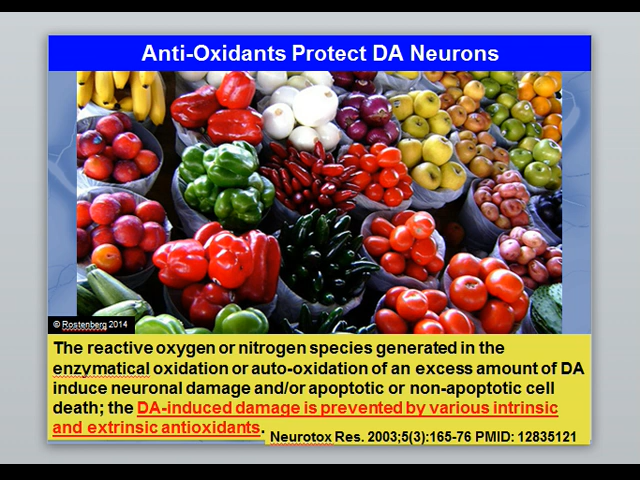 Anti-Oxidants Protect DA Neurons
© Rostenberg 2014
The reactive oxygen or nitrogen species generated in the
enzymatical oxidation or auto-oxidation of an excess amount of DA
induce neuronal damage and/or apoptotic or non-apoptotic cell
death; the DA-induced damage is prevented by various intrinsic
and extrinsic antioxidants.
Neurotox Res. 2003;5(3):165-76 PMID: 12835121